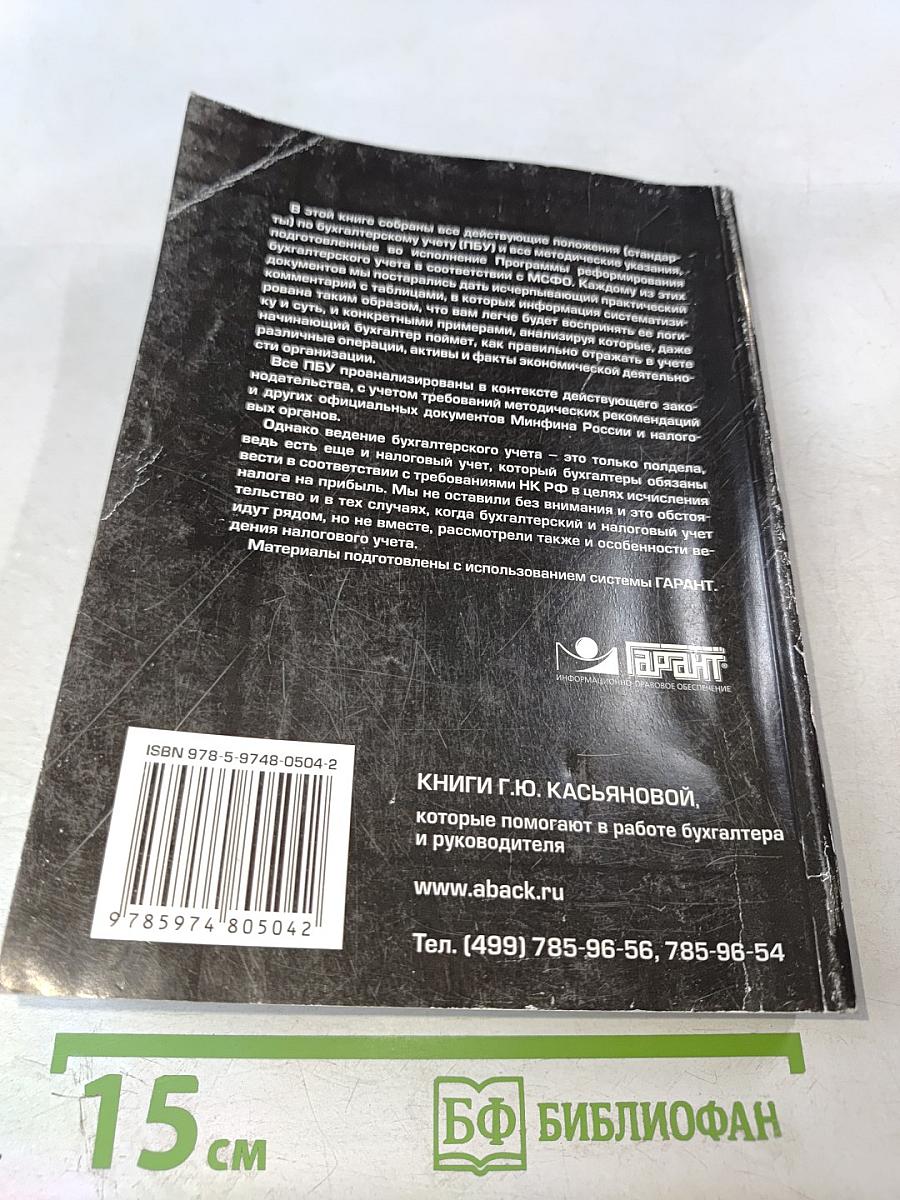 В этой книге собраны все действующие положения (стандар-
ты) по бухгалтерскому учету (ПБУ) и все методические указания,
подготовленные во исполнение Программы реформирования
бухгалтерского учета в соответствии с МСФО. Каждому из этих
документов мы постарались дать исчерпывающий практический
комментарий с таблицами, в которых информация систематизи-
рована таким образом, что вам легче будет воспринять ее логи-
ку и суть, и конкретными примерами, анализируя которые, даже
начинающий бухгалтер поймет, как правильно отражать в учете
различные операции, активы и факты экономической деятельно-
сти организации.
Все ПБУ проанализированы в контексте действующего зако-
нодательства, с учетом требований методических рекомендаций
и других официальных документов Минфина России и налого-
вых органов.
Однако ведение бухгалтерского учета – это только полдела,
ведь есть еще и налоговый учет, который бухгалтеры обязаны
вести в соответствии с требованиями НК РФ в целях исчисления
налога на прибыль. Мы не оставили без внимания и это обстоя-
тельство и в тех случаях, когда бухгалтерский и налоговый учет
идут рядом, но не вместе, рассмотрели также и особенности ве-
дения налогового учета.
Материалы подготовлены с использованием системы ГАРАНТ.
ГАРАНТ®
ИНФОРМАЦИОННО-ПРАВОВОЕ ОБЕСПЕЧЕНИЕ
ISBN 978-5-9748-0504-2
9 785974 805042
КНИГИ Г.Ю. КАСЬЯНОВОЙ,
которые помогают в работе бухгалтера
и руководителя
www.aback.ru
Тел. (499) 785-96-56, 785-96-54
15 см
БФ БИБЛИОФАН